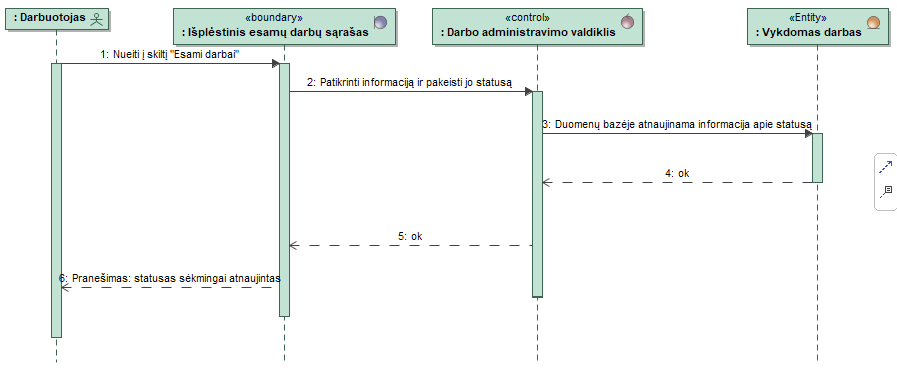 : Darbuotojas
«boundary»
: Išplėstinis esamų darbų sąrašas
«control»
: Darbo administravimo valdiklis
«Entity»
: Vykdomas darbas
1: Nueiti į skiltį "Esami darbai"
2: Patikrinti informaciją ir pakeisti jo statusą
3: Duomenų bazėje atnaujinama informacija apie statusą
4: ok
5: ok
6: Pranešimas: statusas sėkmingai atnaujintas